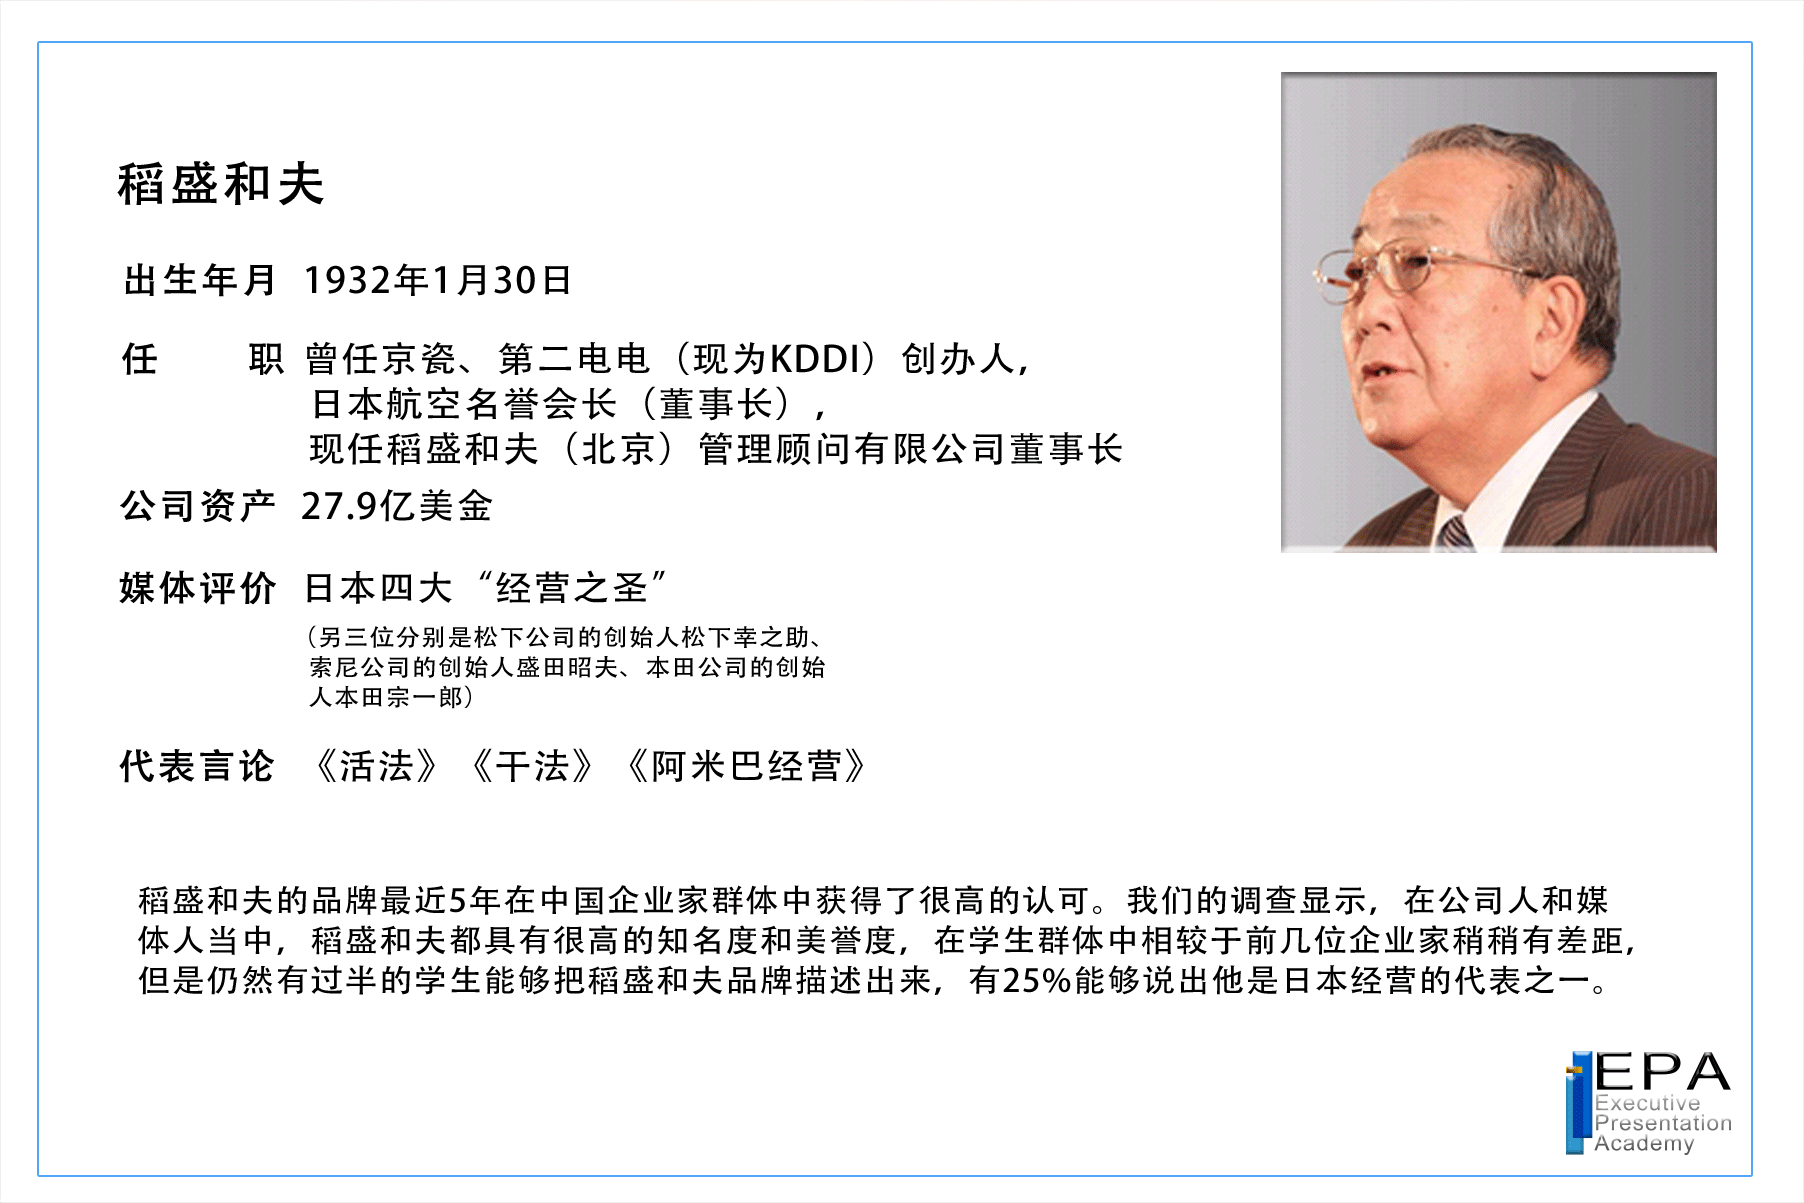 稻盛和夫
出生年月 1932年1月30日
任 职 曾任京瓷、第二电电（现为KDDI）创办人，
日本航空名誉会长（董事长），
现任稻盛和夫（北京）管理顾问有限公司董事长
公司资产 27.9亿美金
媒体评价 日本四大“经营之圣”
（另三位分别是松下公司的创始人松下幸之助、
索尼公司的创始人盛田昭夫、本田公司的创始
人本田宗一郎）
代表言论 《活法》《干法》《阿米巴经营》
稻盛和夫的品牌最近5年在中国企业家群体中获得了很高的认可。我们的调查显示，在公司人和媒
体人当中，稻盛和夫都具有很高的知名度和美誉度，在学生群体中相较于前几位企业家稍稍有差距，
但是仍然有过半的学生能够把稻盛和夫品牌描述出来，有25%能够说出他是日本经营的代表之一。
EPA
Executive
Presentation
Academy